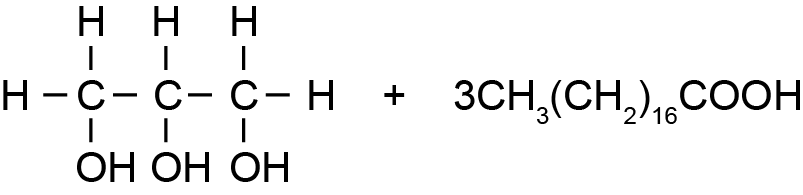 H H H
H – C – C – C – H + 3CH₃(CH₂)₁₆COOH
OH OH OH